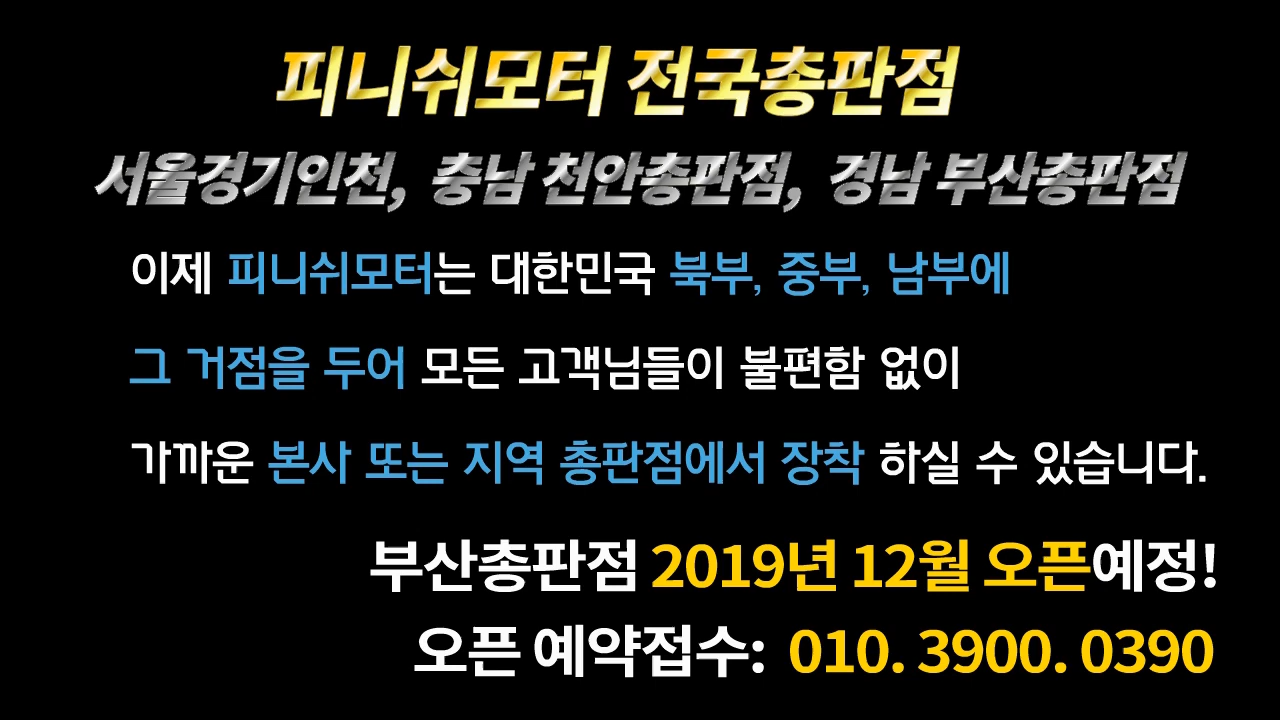 피니쉬모터 전국총판점
서울경기인천, 충남 천안총판점, 경남 부산총판점
이제 피니쉬모터는 대한민국 북부, 중부, 남부에
그 거점을 두어 모든 고객님들이 불편함 없이
가까운 본사 또는 지역 총판점에서 장착 하실 수 있습니다.
부산총판점 2019년 12월 오픈예정!
오픈 예약접수: 010. 3900. 0390